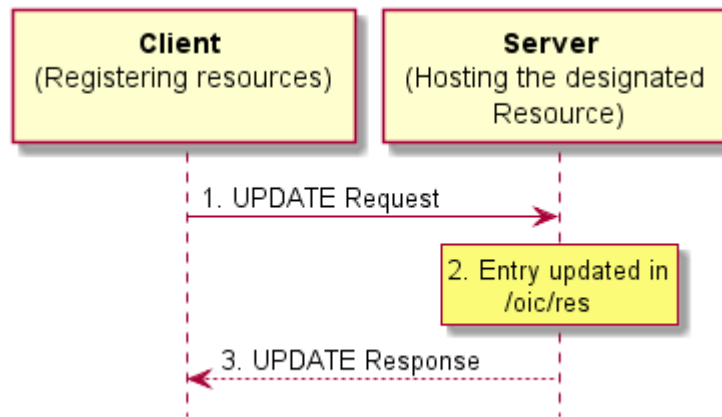 Client
(Registering resources)
Server
(Hosting the designated
Resource)
1. UPDATE Request
2. Entry updated in
/oic/res
3. UPDATE Response